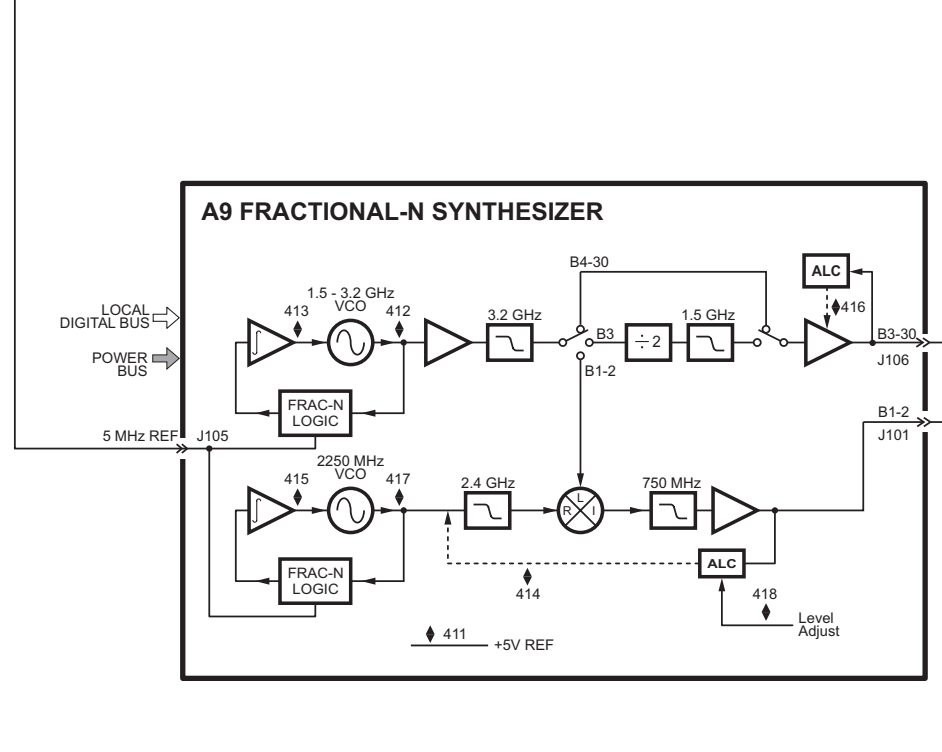 A9 FRACTIONAL-N SYNTHESIZER
B4-30
ALC
416
1.5 - 3.2 GHz
VCO
413
412
3.2 GHz
B3
÷ 2
1.5 GHz
LOCAL
DIGITAL BUS
POWER
BUS
∫
B1-2
B3-30
J106
FRAC-N
LOGIC
5 MHz REF
J105
B1-2
J101
2250 MHz
VCO
415
417
2.4 GHz
750 MHz
∫
L
R
I
FRAC-N
LOGIC
ALC
414
418
Level
Adjust
411
+5V REF